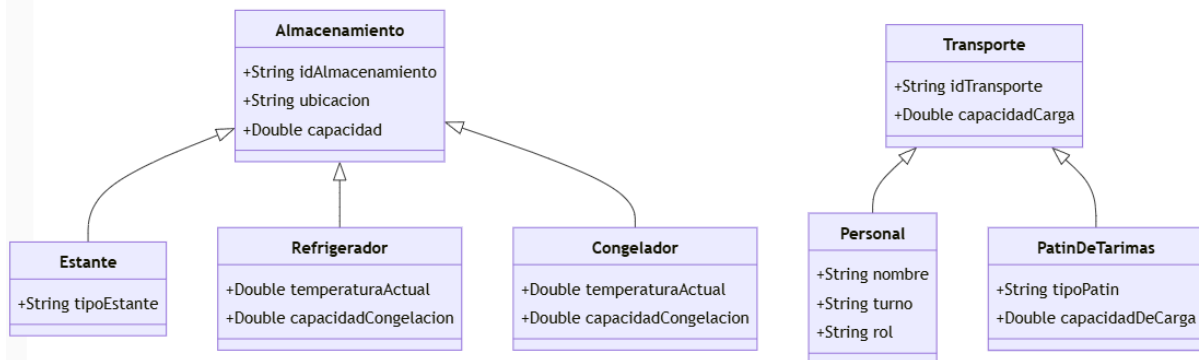 Almacenamiento
+String idAlmacenamiento
+String ubicacion
+Double capacidad
Transporte
+String idTransporte
+Double capacidadCarga
Estante
+String tipoEstante
Refrigerador
+Double temperaturaActual
+Double capacidadCongelacion
Congelador
+Double temperaturaActual
+Double capacidadCongelacion
Personal
+String nombre
+String turno
+String rol
PatinDeTarimas
+String tipoPatin
+Double capacidadDeCarga